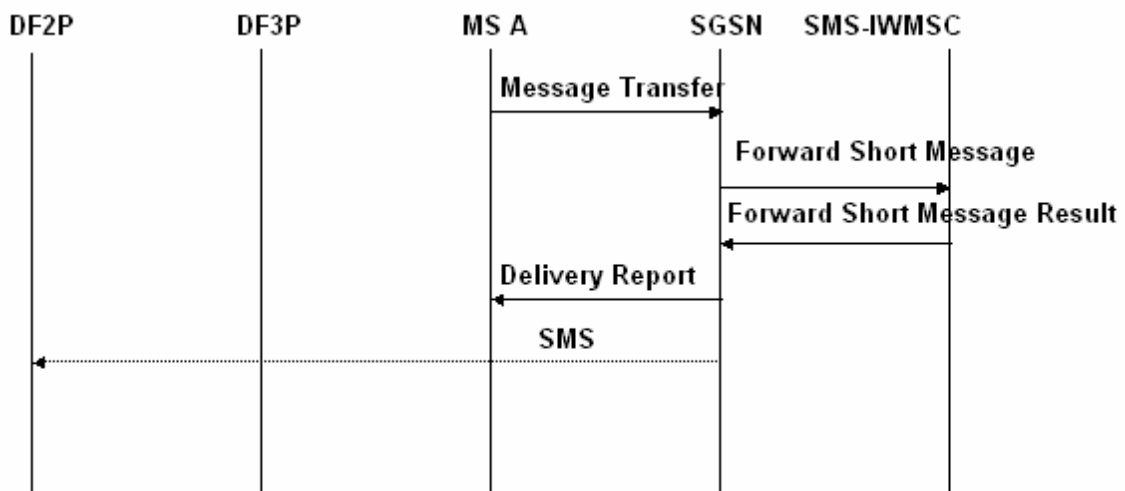 DF2P DF3P MS A SGSN SMS-IWMSC
Message Transfer
Forward Short Message
Forward Short Message Result
Delivery Report
SMS